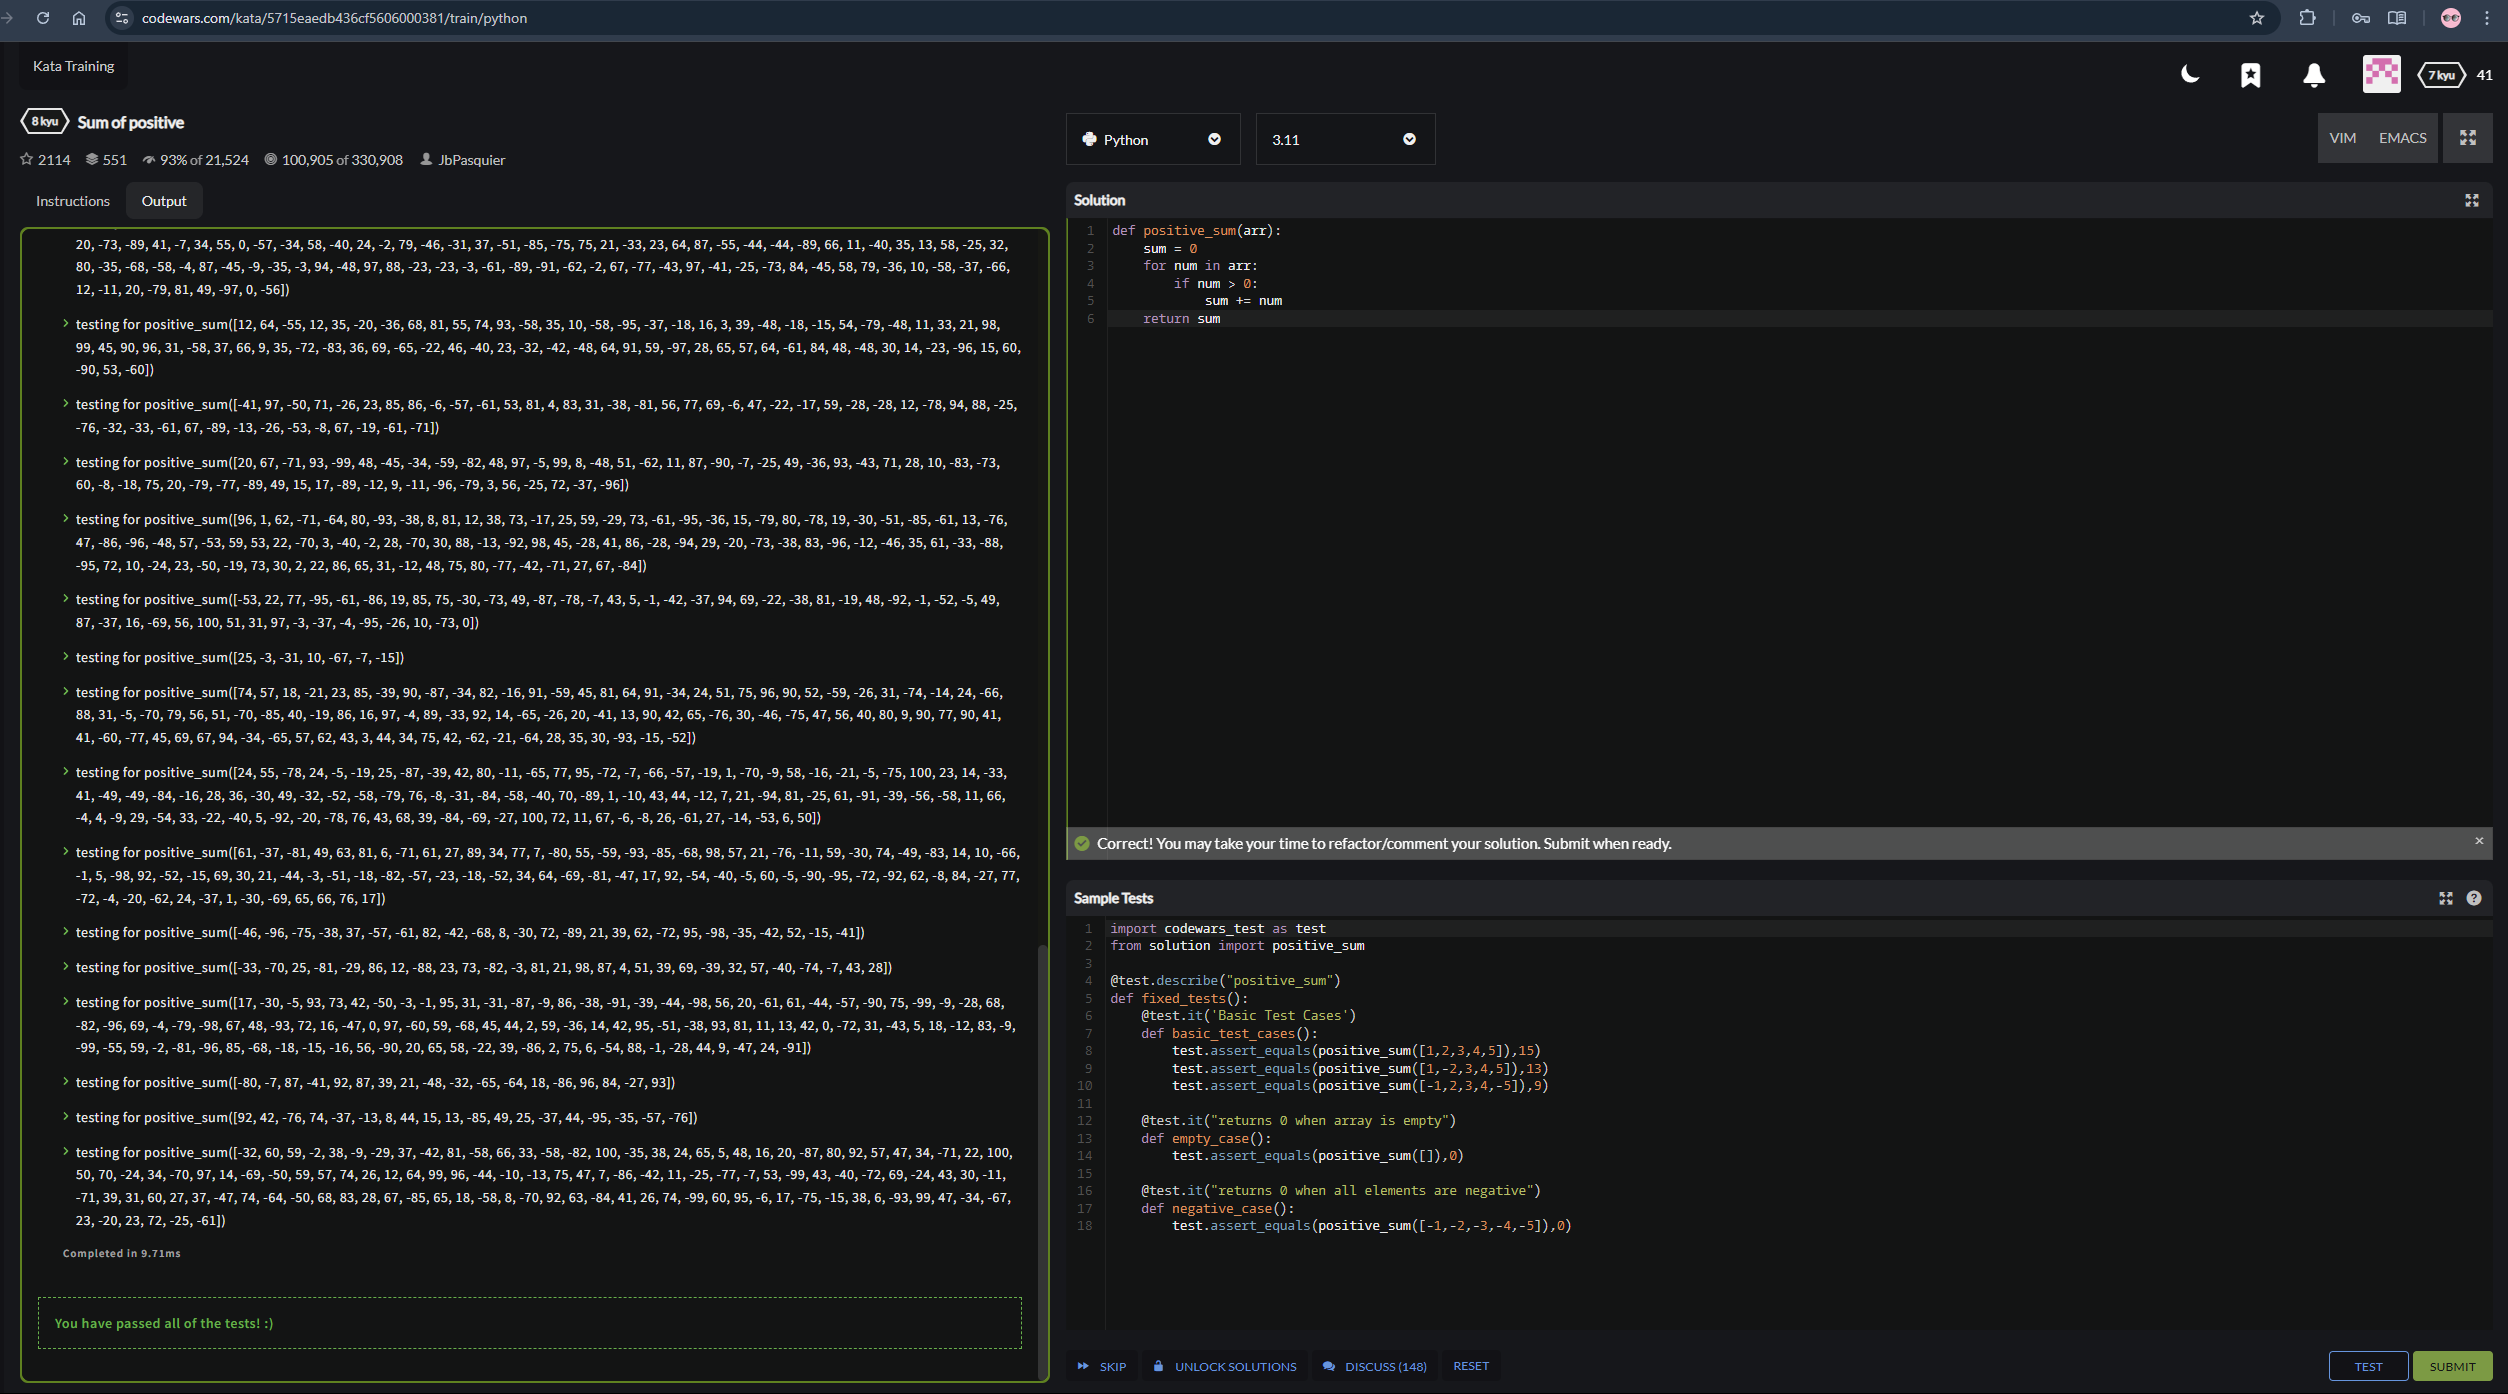 codewars.com/kata/5715eaedb436cf5606000381/train/python
Kata Training
7 kyu 41
8 kyu Sum of positive
2114 551 93% of 21,524 100,905 of 330,908 JbPasquier
Instructions Output
20, -73, -89, 41, -7, 34, 55, 0, -57, -34, 58, -40, 24, -2, 79, -46, -31, 37, -51, -85, -75, 75, 21, -33, 23, 64, 87, -55, -44, -44, -89, 66, 11, -40, 35, 13, 58, -25, 32,
80, -35, -68, -58, -4, 87, -45, -9, -35, -3, 94, -48, 97, 88, -23, -23, -3, -61, -89, -91, -62, -2, 67, -77, -43, 97, -41, -25, -73, 84, -45, 58, 79, -36, 10, -58, -37, -66,
12, -11, 20, -79, 81, 49, -97, 0, -56])
testing for positive_sum([12, 64, -55, 12, 35, -20, -36, 68, 81, 55, 74, 93, -58, 35, 10, -58, -95, -37, -18, 16, 3, 39, -48, -18, -15, 54, -79, -48, 11, 33, 21, 98,
99, 45, 90, 96, 31, -58, 37, 66, 9, 35, -72, -83, 36, 69, -65, -22, 46, -40, 23, -32, -42, -48, 64, 91, 59, -97, 28, 65, 57, 64, -61, 84, 48, -48, 30, 14, -23, -96, 15, 60,
-90, 53, -60])
testing for positive_sum([-41, 97, -50, 71, -26, 23, 85, 86, -6, -57, -61, 53, 81, 4, 83, 31, -38, -81, 56, 77, 69, -6, 47, -22, -17, 59, -28, -28, 12, -78, 94, 88, -25,
-76, -32, -33, -61, 67, -89, -13, -26, -53, -8, 67, -19, -61, -71])
testing for positive_sum([20, 67, -71, 93, -99, 48, -45, -34, -59, -82, 48, 97, -5, 99, 8, -48, 51, -62, 11, 87, -90, -7, -25, 49, -36, 93, -43, 71, 28, 10, -83, -73,
60, -8, -18, 75, 20, -79, -77, -89, 49, 15, 17, -89, -12, 9, -11, -96, -79, 3, 56, -25, 72, -37, -96])
testing for positive_sum([96, 1, 62, -71, -64, 80, -93, -38, 8, 81, 12, 38, 73, -17, 25, 59, -29, 73, -61, -95, -36, 15, -79, 80, -78, 19, -30, -51, -85, -61, 13, -76,
47, -86, -96, -48, 57, -53, 59, 53, 22, -70, 3, -40, -2, 28, -70, 30, 88, -13, -92, 98, 45, -28, 41, 86, -28, -94, 29, -20, -73, -38, 83, -96, -12, -46, 35, 61, -33, -88,
-95, 72, 10, -24, 23, -50, -19, 73, 30, 2, 22, 86, 65, 31, -12, 48, 75, 80, -77, -42, -71, 27, 67, -84])
testing for positive_sum([-53, 22, 77, -95, -61, -86, 19, 85, 75, -30, -73, 49, -87, -78, -7, 43, 5, -1, -42, -37, 94, 69, -22, -38, 81, -19, 48, -92, -1, -52, -5, 49,
87, -37, 16, -69, 56, 100, 51, 31, 97, -3, -37, -4, -95, -26, 10, -73, 0])
testing for positive_sum([25, -3, -31, 10, -67, -7, -15])
testing for positive_sum([74, 57, 18, -21, 23, 85, -39, 90, -87, -34, 82, -16, 91, -59, 45, 81, 64, 91, -34, 24, 51, 75, 96, 90, 52, -59, -26, 31, -74, -14, 24, -66,
88, 31, -5, -70, 79, 56, 51, -70, -85, 40, -19, 86, 16, 97, -4, 89, -33, 92, 14, -65, -26, 20, -41, 13, 90, 42, 65, -76, 30, -46, -75, 47, 56, 40, 80, 9, 90, 77, 90, 41,
41, -60, -77, 45, 69, 67, 94, -34, -65, 57, 62, 43, 3, 44, 34, 75, 42, -62, -21, -64, 28, 35, 30, -93, -15, -52])
testing for positive_sum([24, 55, -78, 24, -5, -19, 25, -87, -39, 42, 80, -11, -65, 77, 95, -72, -7, -66, -57, -19, 1, -70, -9, 58, -16, -21, -5, -75, 100, 23, 14, -33,
41, -49, -49, -84, -16, 28, 36, -30, 49, -32, -52, -58, -79, 76, -8, -31, -84, -58, -40, 70, -89, 1, -10, 43, 44, -12, 7, 21, -94, 81, -25, 61, -91, -39, -56, -58, 11, 66,
-4, 4, -9, 29, -54, 33, -22, -40, 5, -92, -20, -78, 76, 43, 68, 39, -84, -69, -27, 100, 72, 11, 67, -6, -8, 26, -61, 27, -14, -53, 6, 50])
testing for positive_sum([61, -37, -81, 49, 63, 81, 6, -71, 61, 27, 89, 34, 77, 7, -80, 55, -59, -93, -85, -68, 98, 57, 21, -76, -11, 59, -30, 74, -49, -83, 14, 10, -66,
-1, 5, -98, 92, -52, -15, 69, 30, 21, -44, -3, -51, -18, -82, -57, -23, -18, -52, 34, 64, -69, -81, -47, 17, 92, -54, -40, -5, 60, -5, -90, -95, -72, -92, 62, -8, 84, -27, 77,
-72, -4, -20, -62, 24, -37, 1, -30, -69, 65, 66, 76, 17])
testing for positive_sum([-46, -96, -75, -38, 37, -57, -61, 82, -42, -68, 8, -30, 72, -89, 21, 39, 62, -72, 95, -98, -35, -42, 52, -15, -41])
testing for positive_sum([-33, -70, 25, -81, -29, 86, 12, -88, 23, 73, -82, -3, 81, 21, 98, 87, 4, 51, 39, 69, -39, 32, 57, -40, -74, -7, 43, 28])
testing for positive_sum([17, -30, -5, 93, 73, 42, -50, -3, -1, 95, 31, -31, -87, -9, 86, -38, -91, -39, -44, -98, 56, 20, -61, 61, -44, -57, -90, 75, -99, -9, -28, 68,
-82, -96, 69, -4, -79, -98, 67, 48, -93, 72, 16, -47, 0, 97, -60, 59, -68, 45, 44, 2, 59, -36, 14, 42, 95, -51, -38, 93, 81, 11, 13, 42, 0, -72, 31, -43, 5, 18, -12, 83, -9,
-99, -55, 59, -2, -81, -96, 85, -68, -18, -15, -16, 56, -90, 20, 65, 58, -22, 39, -86, 2, 75, 6, -54, 88, -1, -28, 44, 9, -47, 24, -91])
testing for positive_sum([-80, -7, 87, -41, 92, 87, 39, 21, -48, -32, -65, -64, 18, -86, 96, 84, -27, 93])
testing for positive_sum([92, 42, -76, 74, -37, -13, 8, 44, 15, 13, -85, 49, 25, -37, 44, -95, -35, -57, -76])
testing for positive_sum([-32, 60, 59, -2, 38, -9, -29, 37, -42, 81, -58, 66, 33, -58, -82, 100, -35, 38, 24, 65, 5, 48, 16, 20, -87, 80, 92, 57, 47, 34, -71, 22, 100,
50, 70, -24, 34, -70, 97, 14, -69, -50, 59, 57, 74, 26, 12, 64, 99, 96, -44, -10, -13, 75, 47, 7, -86, -42, 11, -25, -77, -7, 53, -99, 43, -40, -72, 69, -24, 43, 30, -11,
-71, 39, 31, 60, 27, 37, -47, 74, -64, -50, 68, 83, 28, 67, -85, 65, 18, -58, 8, -70, 92, 63, -84, 41, 26, 74, -99, 60, 95, -6, 17, -75, -15, 38, 6, -93, 99, 47, -34, -67,
23, -20, 23, 72, -25, -61])
Completed in 9.71ms
You have passed all of the tests! :)
Python 3.11 VIM EMACS
Solution
1 def positive_sum(arr):
2 sum = 0
3 for num in arr:
4 if num > 0:
5 sum += num
6 return sum
Correct! You may take your time to refactor/comment your solution. Submit when ready.
Sample Tests
1 import codewars_test as test
2 from solution import positive_sum
3
4 @test.describe("positive_sum")
5 def fixed_tests():
6 @test.it('Basic Test Cases')
7 def basic_test_cases():
8 test.assert_equals(positive_sum([1,2,3,4,5]),15)
9 test.assert_equals(positive_sum([1,-2,3,4,5]),13)
10 test.assert_equals(positive_sum([-1,2,3,4,-5]),9)
11
12 @test.it("returns 0 when array is empty")
13 def empty_case():
14 test.assert_equals(positive_sum([]),0)
15
16 @test.it("returns 0 when all elements are negative")
17 def negative_case():
18 test.assert_equals(positive_sum([-1,-2,-3,-4,-5]),0)
SKIP UNLOCK SOLUTIONS DISCUSS (148) RESET TEST SUBMIT